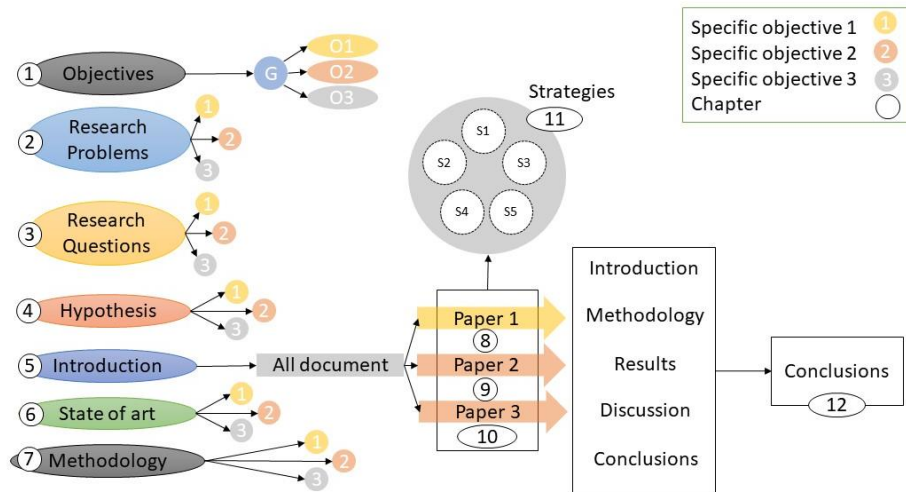 1 Objectives
G
O1
O2
O3
2 Research
Problems
1
2
3
3 Research
Questions
1
2
3
4 Hypothesis
1
2
3
5 Introduction
All document
6 State of art
1
2
3
7 Methodology
1
2
3
Strategies
11
S1
S2
S3
S4
S5
Paper 1
8
Paper 2
9
Paper 3
10
Introduction
Methodology
Results
Discussion
Conclusions
Conclusions
12
Specific objective 1 1
Specific objective 2 2
Specific objective 3 3
Chapter